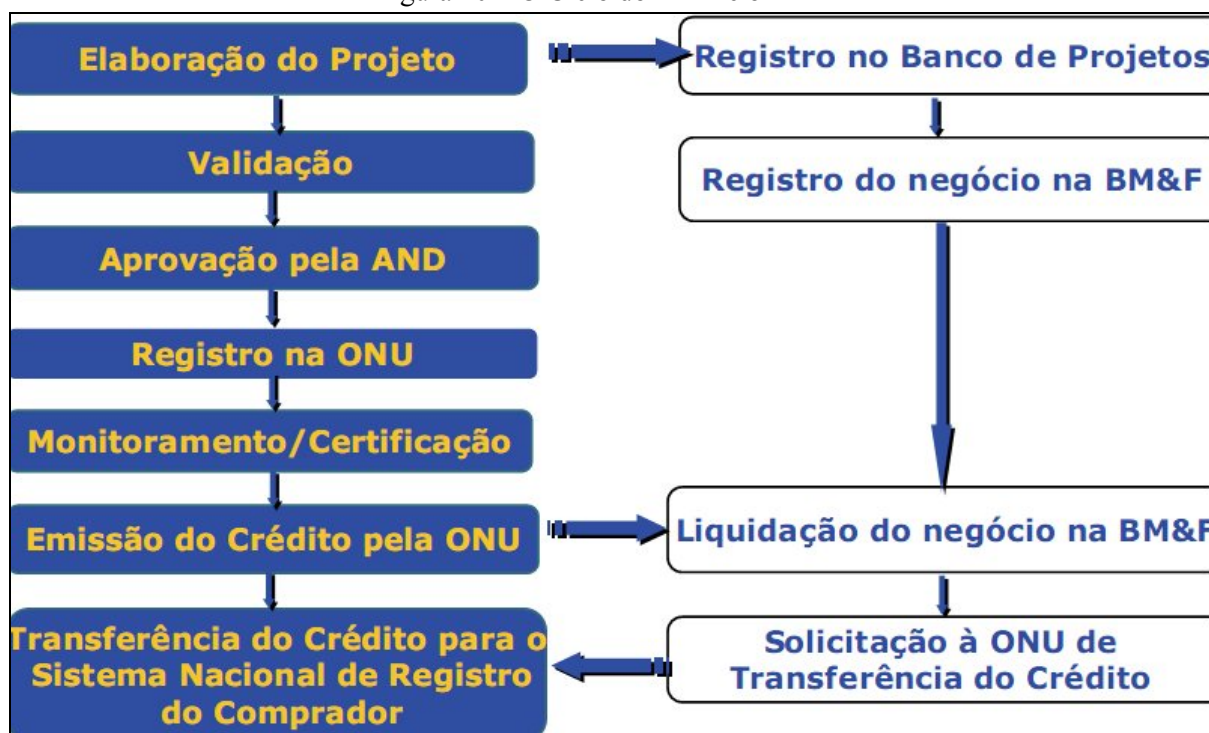 Elaboração do Projeto
Registro no Banco de Projetos
Validação
Registro do negócio na BM&F
Aprovação pela AND
Registro na ONU
Monitoramento/Certificação
Emissão do Crédito pela ONU
Liquidação do negócio na BM&F
Transferência do Crédito para o
Sistema Nacional de Registro
do Comprador
Solicitação à ONU de
Transferência do Crédito